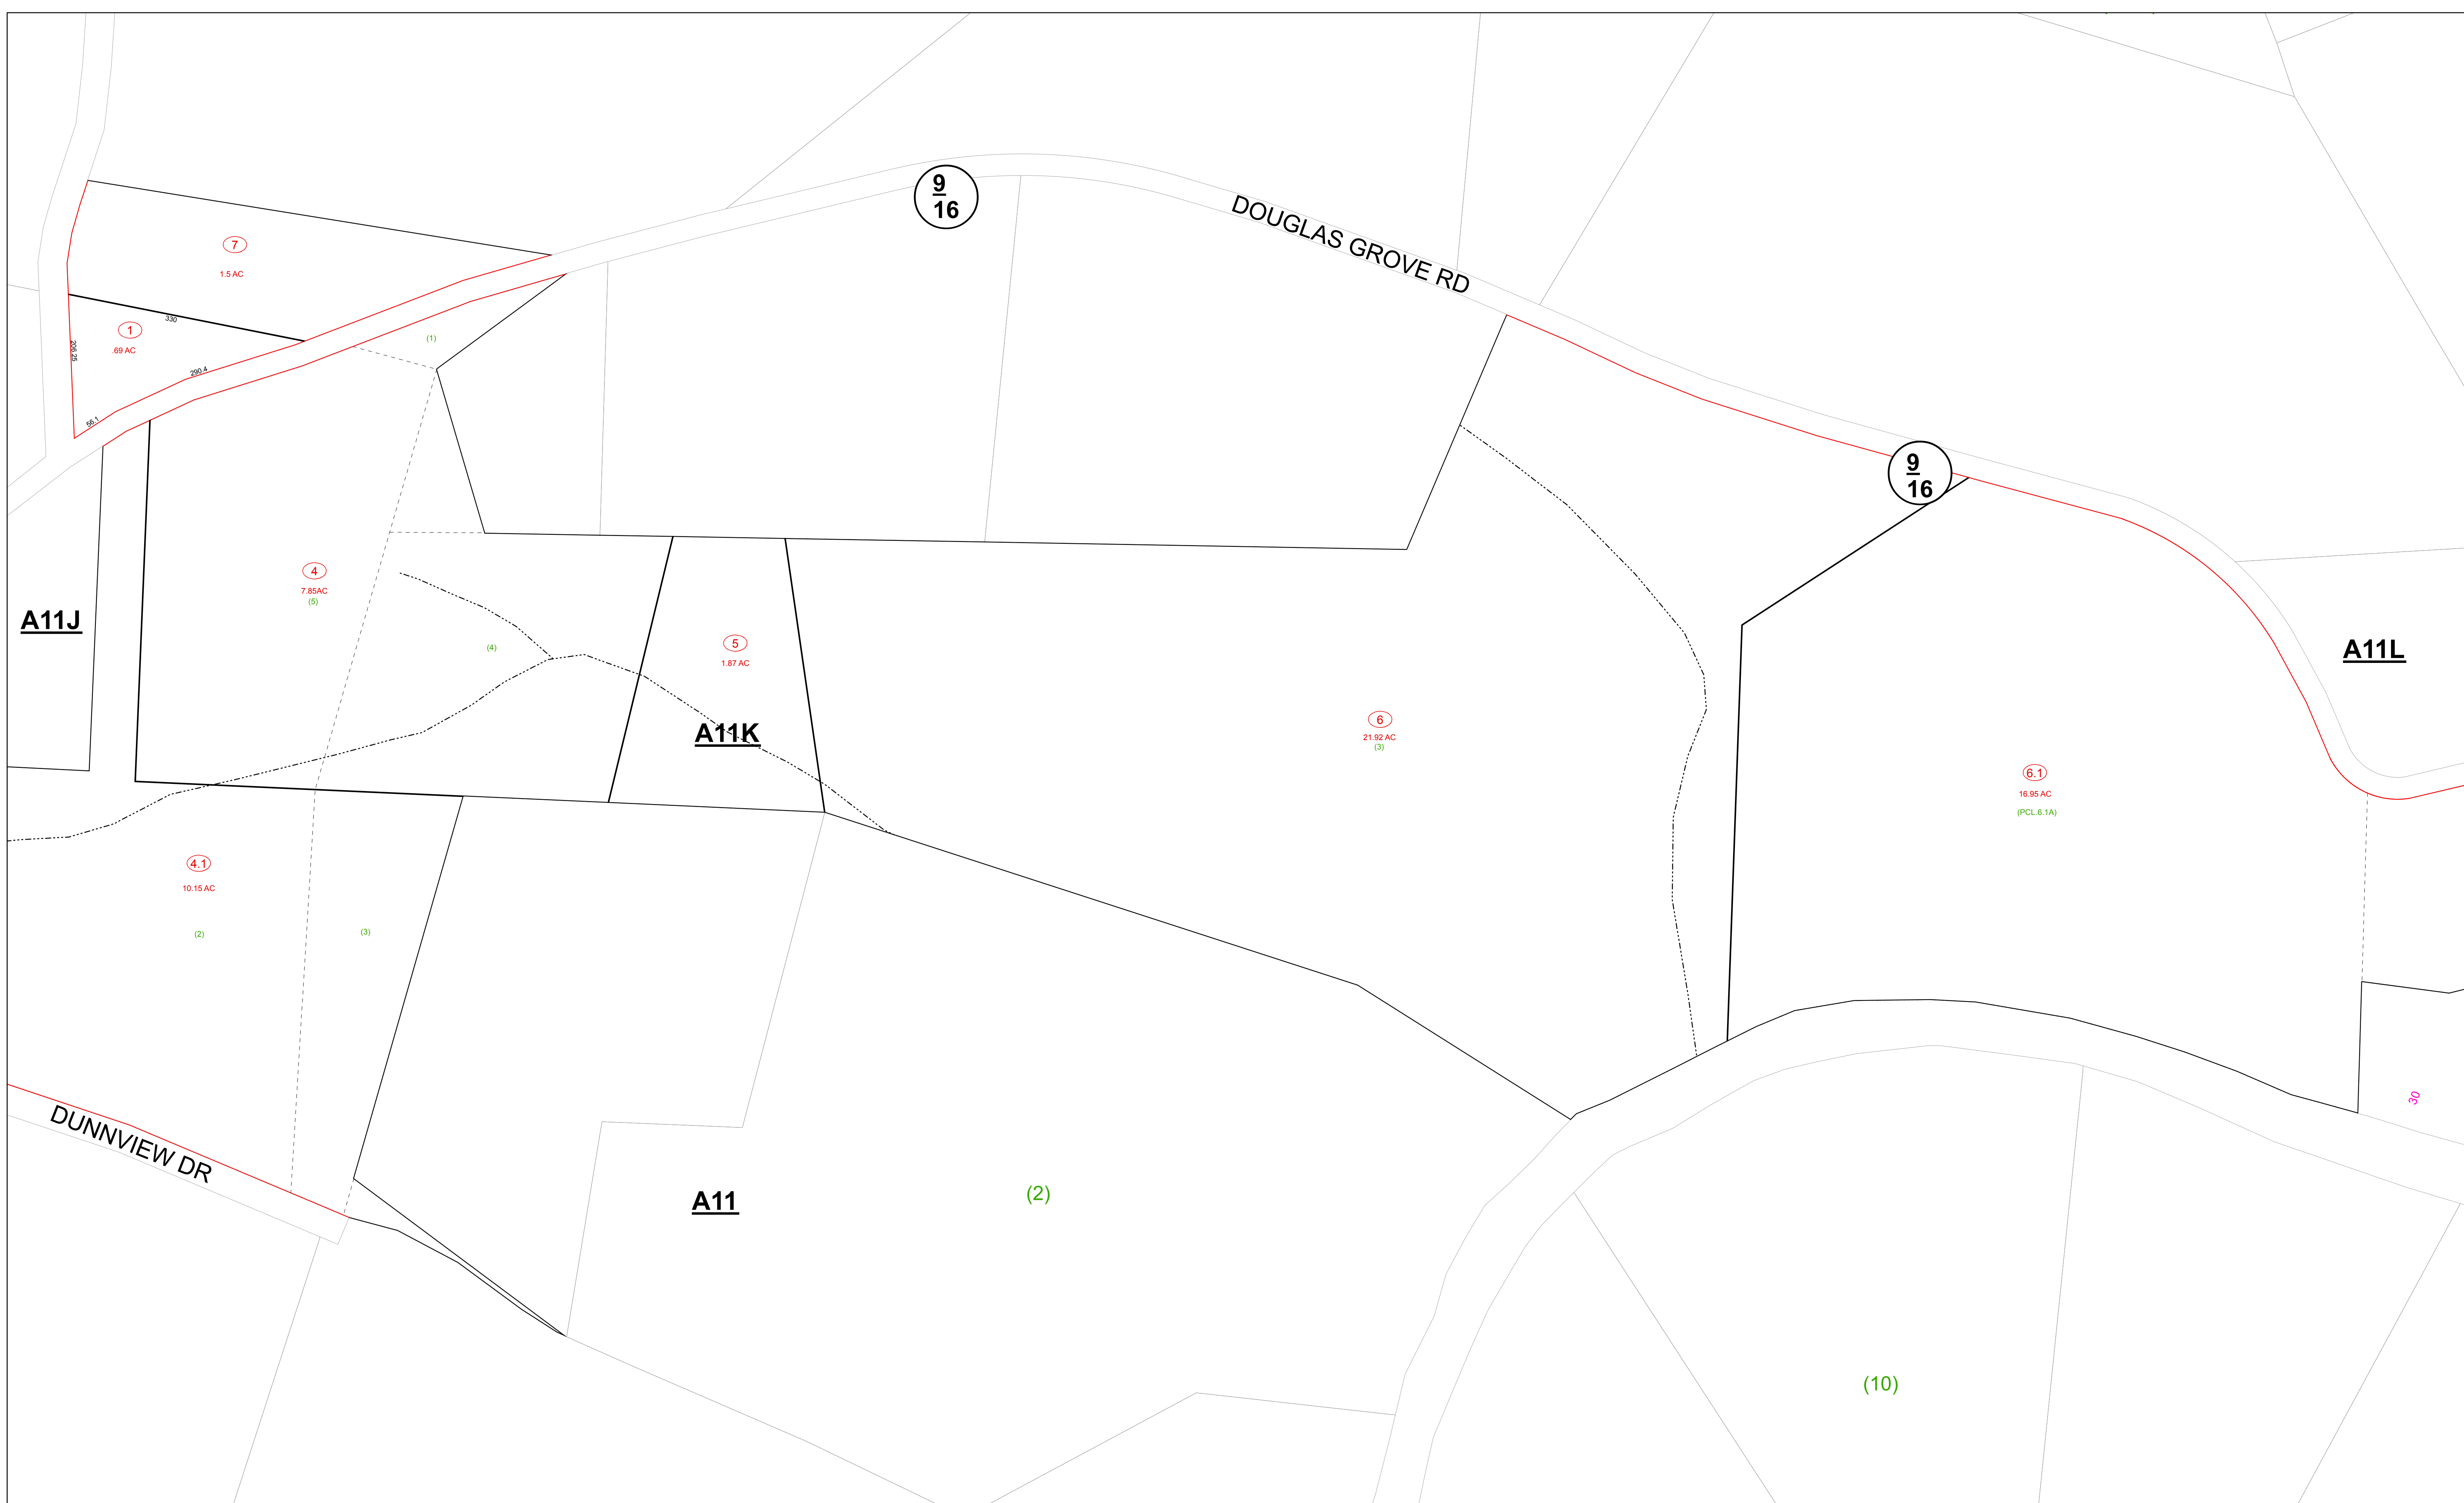 9
16
DOUGLAS GROVE RD
7
1.5 AC
330
1
.69 AC
206.25
290.4
56.1
(1)
9
16
4
7.85AC
(5)
A11J
(4)
5
1.87 AC
A11K
6
21.92 AC
(3)
A11L
6.1
16.95 AC
(PCL.6.1A)
4.1
10.15 AC
(2)
(3)
30
DUNNVIEW DR
A11
(2)
(10)